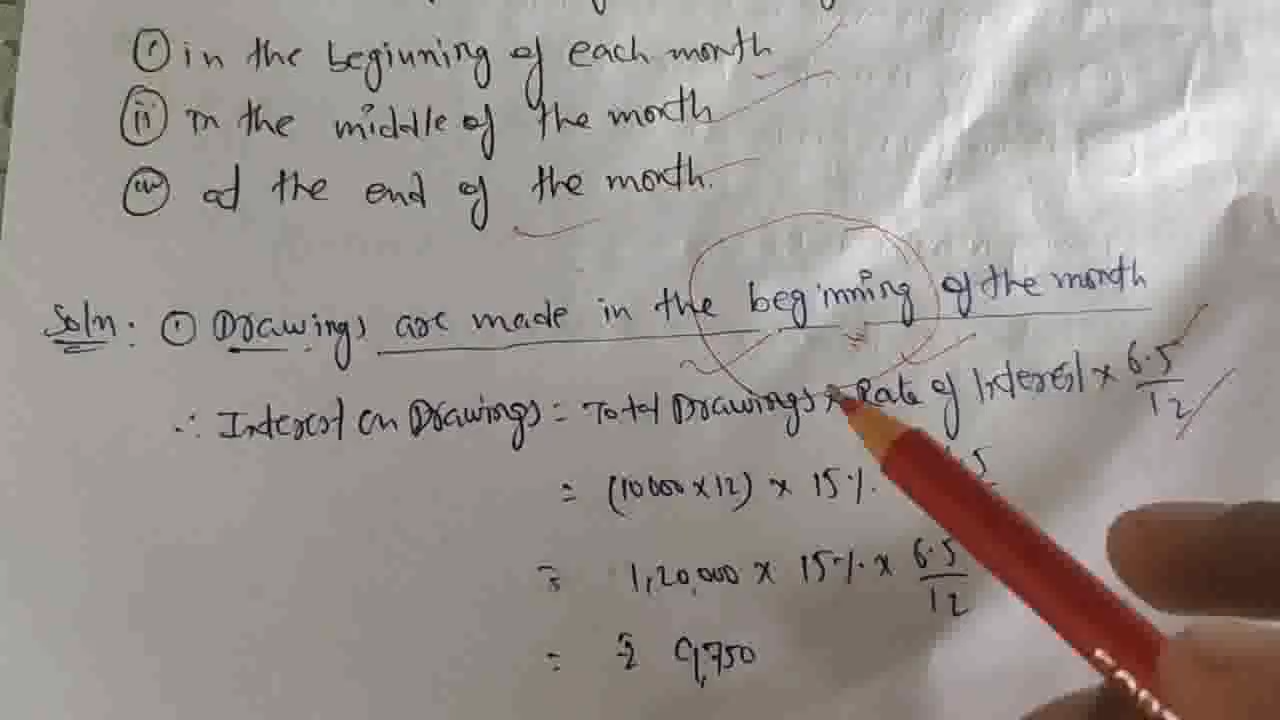 ① in the beginning of each month
ⓘⓘ in the middle of the month
at the end of the month.
Soln: ① Drawings are made in the beginning of the month
∴ Interest on Drawings = Total Drawings x Rate of Interest x 6.5/12
= (10000 x 12) x 15%.
= 1,20,000 x 15% x 6.5/12
= ₹ 9,750